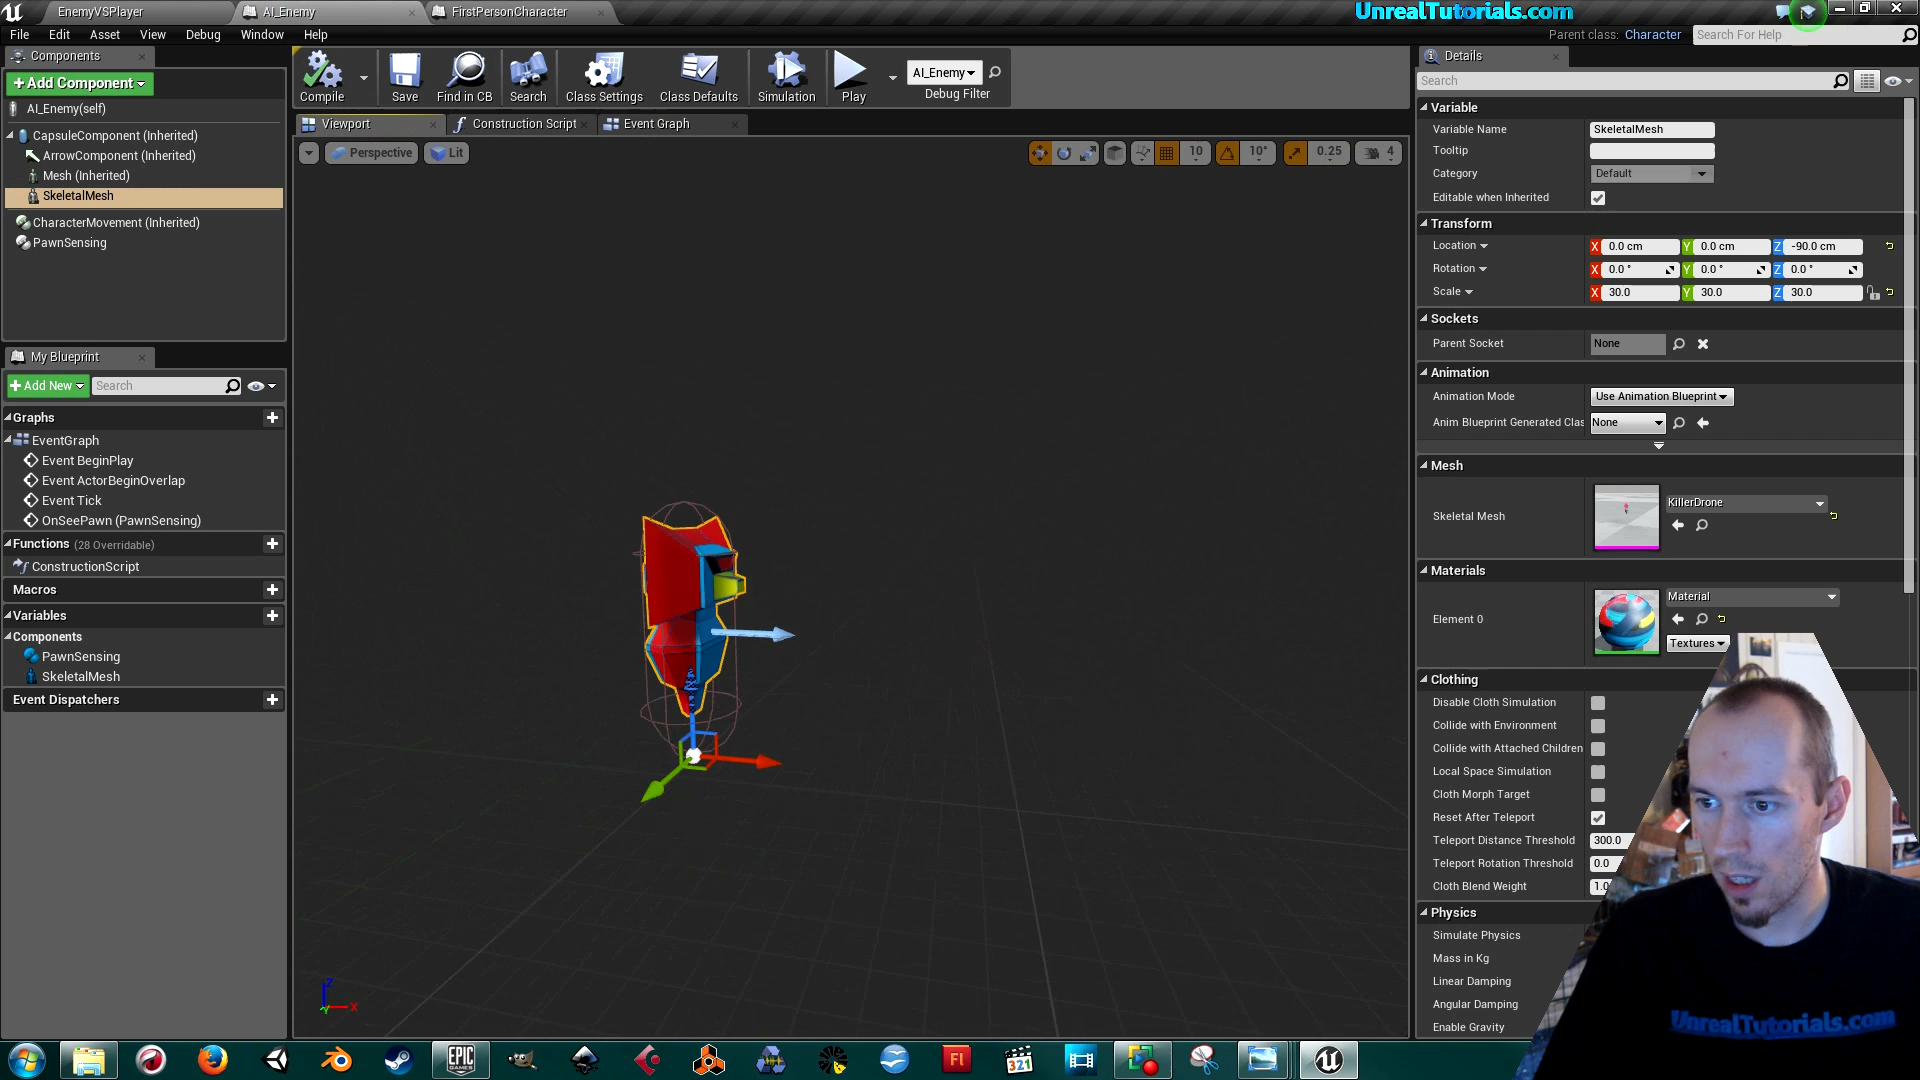 EnemyVSPlayer
AI_Enemy
FirstPersonCharacter
UnrealTutorials.com
File Edit Asset View Debug Window Help
Parent class: Character
Search For Help
Components
+Add Component
AI_Enemy(self)
CapsuleComponent (Inherited)
ArrowComponent (Inherited)
Mesh (Inherited)
SkeletalMesh
CharacterMovement (Inherited)
PawnSensing
Compile
Save
Find in CB
Search
Class Settings
Class Defaults
Simulation
Play
AI_Enemy
Debug Filter
Viewport
Construction Script
Event Graph
Perspective
Lit
10
10°
0.25
4
My Blueprint
+Add New
Search
Graphs
EventGraph
Event BeginPlay
Event ActorBeginOverlap
Event Tick
OnSeePawn (PawnSensing)
Functions (28 Overridable)
ConstructionScript
Macros
Variables
Components
PawnSensing
SkeletalMesh
Event Dispatchers
Z
X
Y
Details
Search
Variable
Variable Name SkeletalMesh
Tooltip
Category Default
Editable when Inherited
Transform
Location X 0.0 cm Y 0.0 cm Z -90.0 cm
Rotation X 0.0 ° Y 0.0 ° Z 0.0 °
Scale X 30.0 Y 30.0 Z 30.0
Sockets
Parent Socket None
Animation
Animation Mode Use Animation Blueprint
Anim Blueprint Generated Clas None
Mesh
Skeletal Mesh KillerDrone
Materials
Element 0 Material
Textures
Clothing
Disable Cloth Simulation
Collide with Environment
Collide with Attached Children
Local Space Simulation
Cloth Morph Target
Reset After Teleport
Teleport Distance Threshold 300.0
Teleport Rotation Threshold 0.0
Cloth Blend Weight 1.0
Physics
Simulate Physics
Mass in Kg
Linear Damping
Angular Damping
Enable Gravity
UnrealTutorials.com
EPIC GAMES
Fl
321